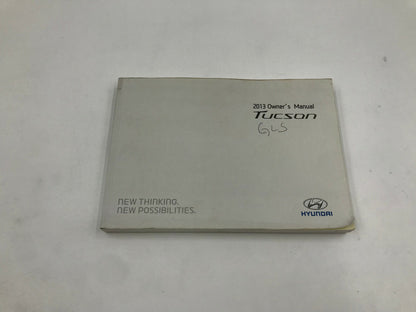 2013 Owner's Manual
Tucson
GLS
NEW THINKING.
NEW POSSIBILITIES.
HYUNDAI